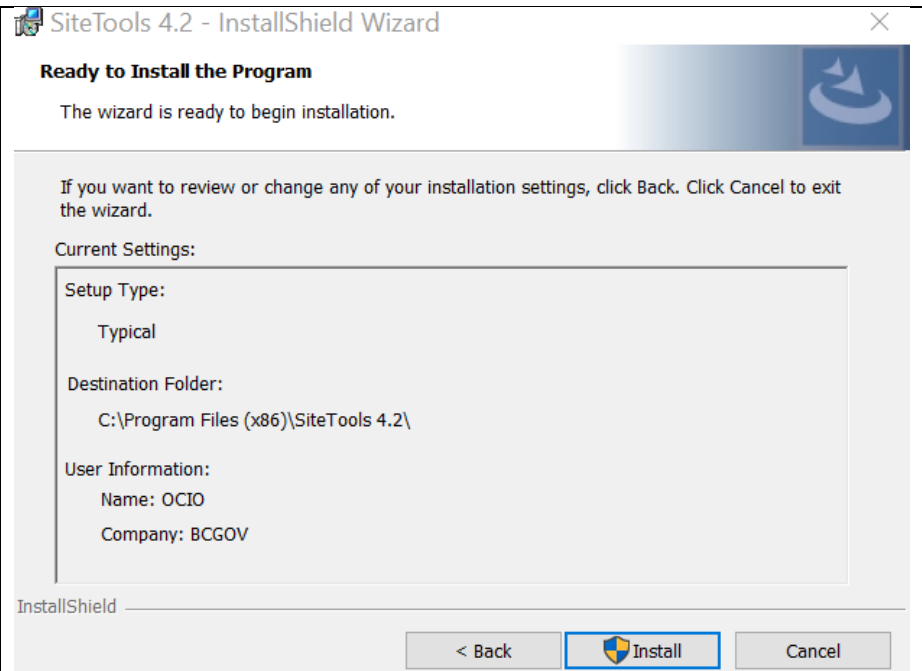 SiteTools 4.2 - InstallShield Wizard
Ready to Install the Program
The wizard is ready to begin installation.
If you want to review or change any of your installation settings, click Back. Click Cancel to exit
the wizard.
Current Settings:
Setup Type:
Typical
Destination Folder:
C:\Program Files (x86)\SiteTools 4.2\
User Information:
Name: OCIO
Company: BCGOV
InstallShield
< Back
Install
Cancel